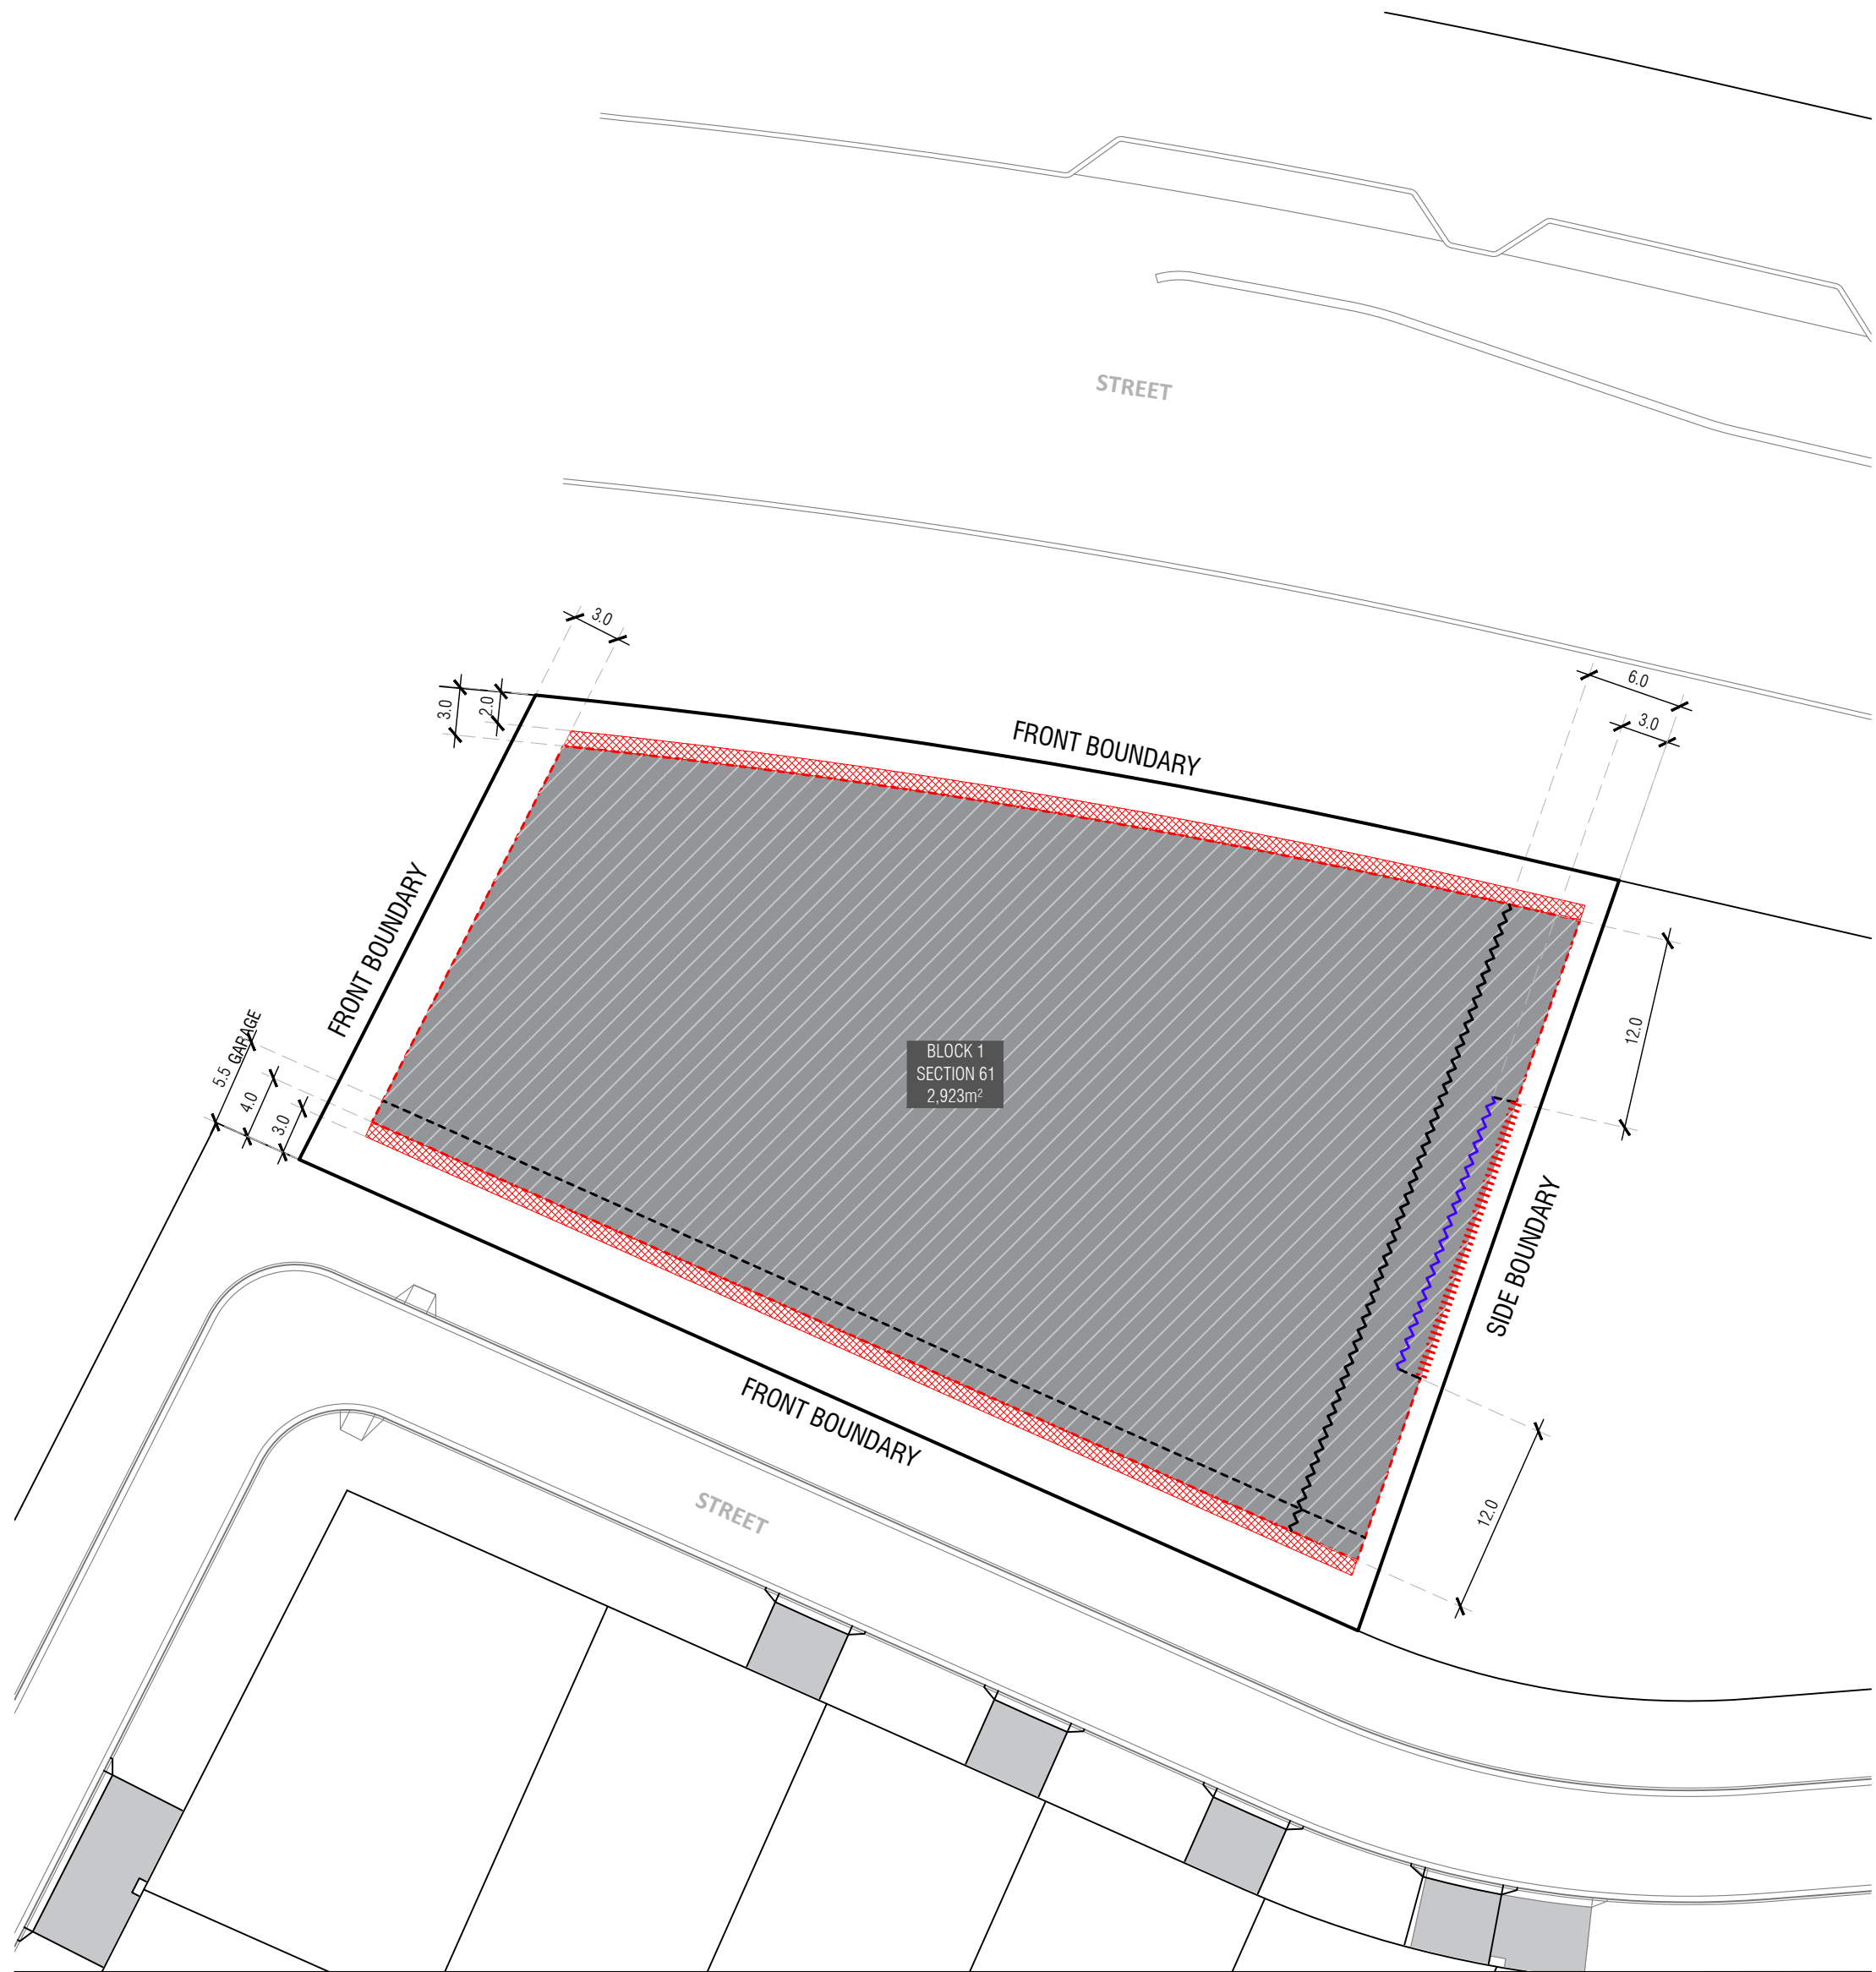 STREET
3.0
6.0
3.0
3.0
2.0
FRONT BOUNDARY
FRONT BOUNDARY
5.5 GARAGE
4.0
3.0
12.0
BLOCK 1
SECTION 61
2,923m²
SIDE BOUNDARY
FRONT BOUNDARY
STREET
12.0